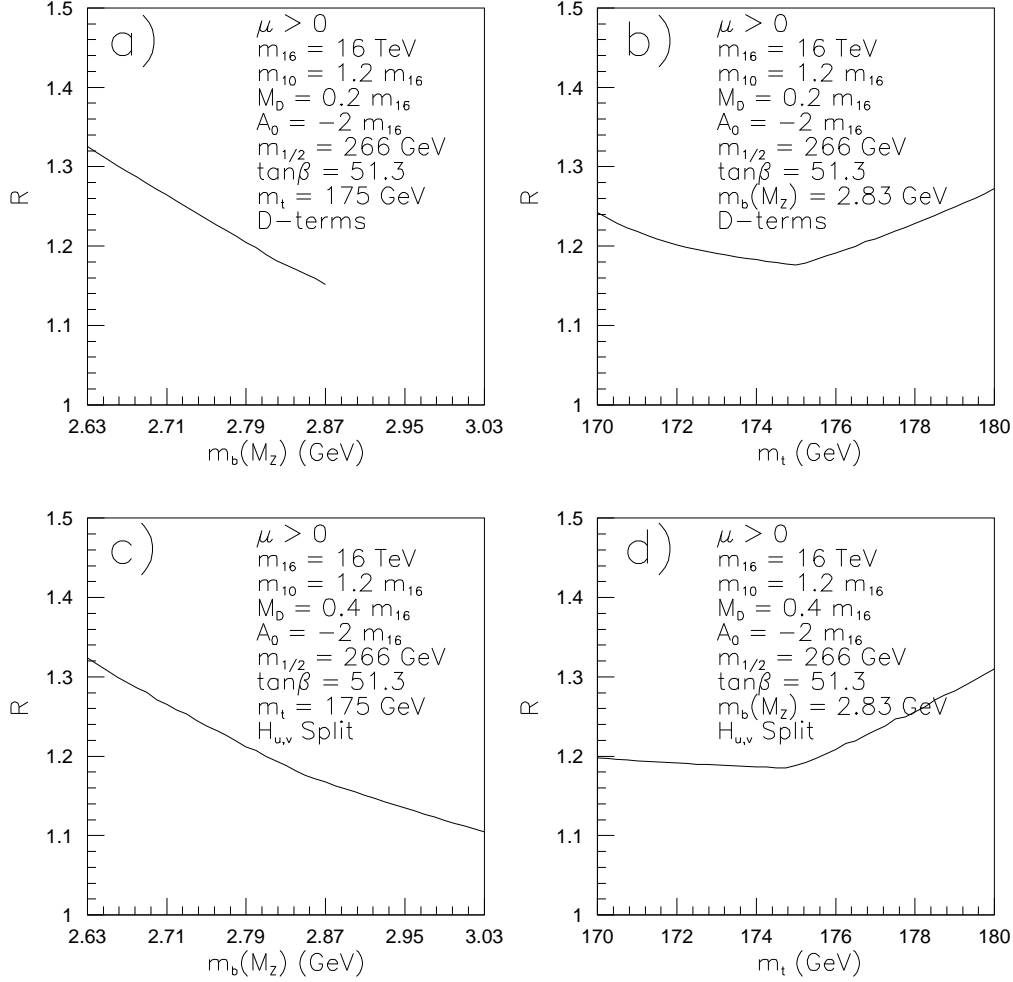 a)
μ > 0
m16 = 16 TeV
m10 = 1.2 m16
MD = 0.2 m16
A0 = −2 m16
m1/2 = 266 GeV
tanβ = 51.3
mt = 175 GeV
D−terms
R
1.5
1.4
1.3
1.2
1.1
1
2.63 2.71 2.79 2.87 2.95 3.03
mb(MZ) (GeV)
b)
μ > 0
m16 = 16 TeV
m10 = 1.2 m16
MD = 0.2 m16
A0 = −2 m16
m1/2 = 266 GeV
tanβ = 51.3
mb(MZ) = 2.83 GeV
D−terms
R
1.5
1.4
1.3
1.2
1.1
1
170 172 174 176 178 180
mt (GeV)
c)
μ > 0
m16 = 16 TeV
m10 = 1.2 m16
MD = 0.4 m16
A0 = −2 m16
m1/2 = 266 GeV
tanβ = 51.3
mt = 175 GeV
Hu,v Split
R
1.5
1.4
1.3
1.2
1.1
1
2.63 2.71 2.79 2.87 2.95 3.03
mb(MZ) (GeV)
d)
μ > 0
m16 = 16 TeV
m10 = 1.2 m16
MD = 0.4 m16
A0 = −2 m16
m1/2 = 266 GeV
tanβ = 51.3
mb(MZ) = 2.83 GeV
Hu,v Split
R
1.5
1.4
1.3
1.2
1.1
1
170 172 174 176 178 180
mt (GeV)